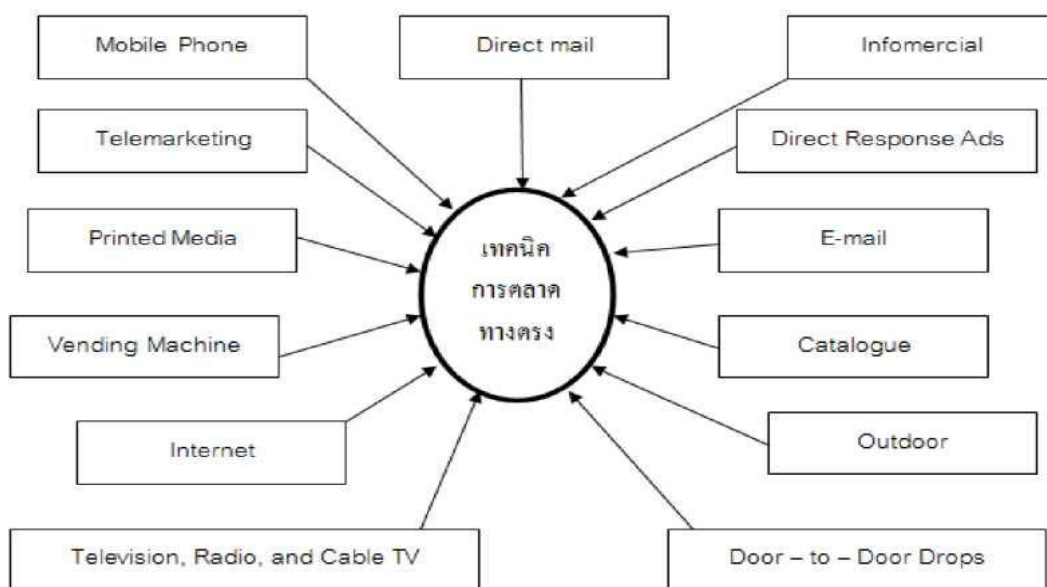 Mobile Phone
Direct mail
Infomercial
Telemarketing
Direct Response Ads
Printed Media
E-mail
เทคนิค
การตลาด
ทางตรง
Vending Machine
Catalogue
Internet
Outdoor
Television, Radio, and Cable TV
Door – to – Door Drops